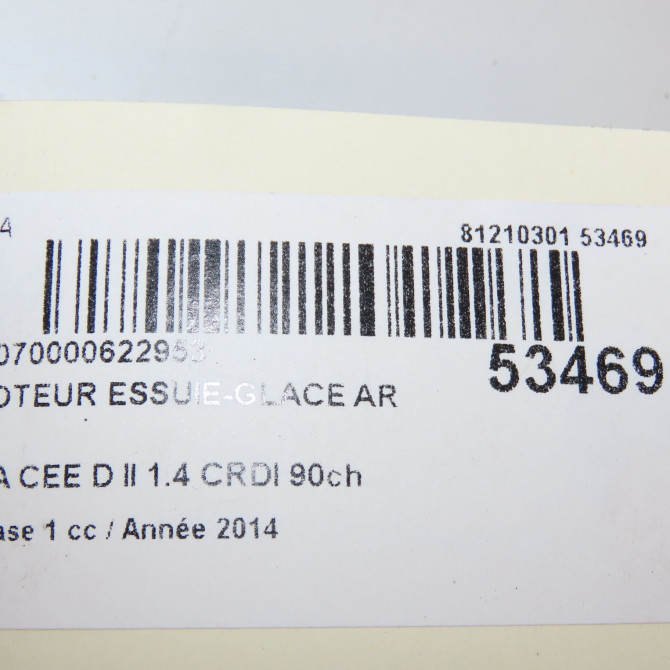 4
81210301 53469
070000622953
53469
OTEUR ESSUIE-GLACE AR
A CEE D II 1.4 CRDI 90ch
ase 1 cc / Année 2014